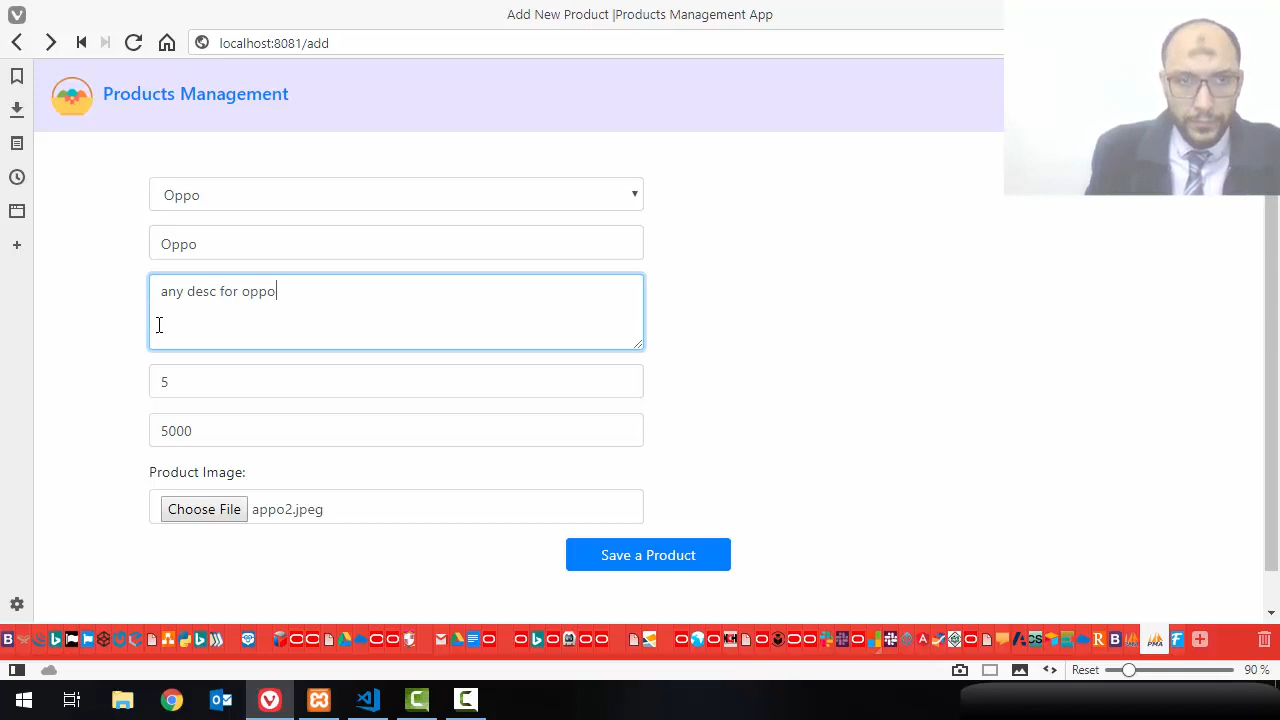 Add New Product |Products Management App
localhost:8081/add
Products Management
Oppo
Oppo
any desc for oppo
5
5000
Product Image:
Choose File appo2.jpeg
Save a Product
Reset
90 %